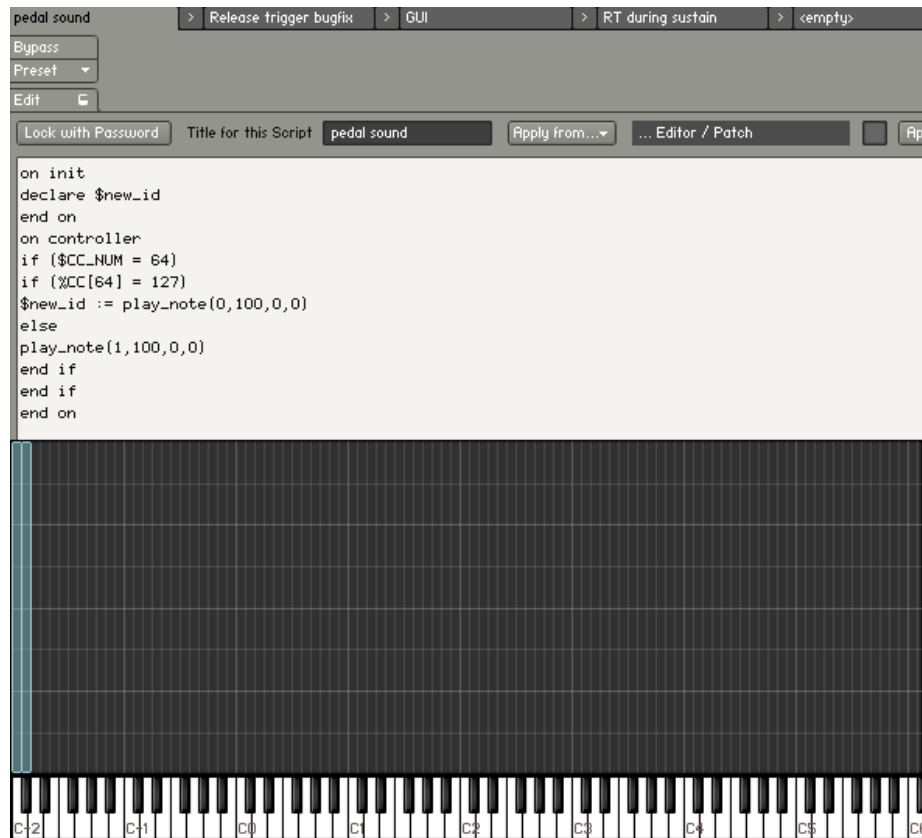 pedal sound > Release trigger bugfix > GUI > RT during sustain > <empty>
Bypass
Preset
Edit
Lock with Password Title for this Script pedal sound Apply from... ... Editor / Patch Ap
on init
declare $new_id
end on
on controller
if ($CC_NUM = 64)
if (%CC[64] = 127)
$new_id := play_note(0,100,0,0)
else
play_note(1,100,0,0)
end if
end if
end on
C-2 C-1 C0 C1 C2 C3 C4 C5